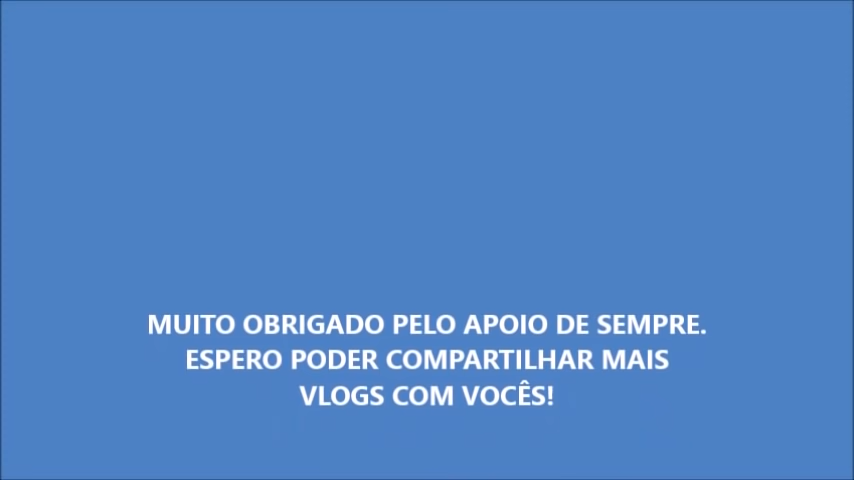 MUITO OBRIGADO PELO APOIO DE SEMPRE.
ESPERO PODER COMPARTILHAR MAIS
VLOGS COM VOCÊS!